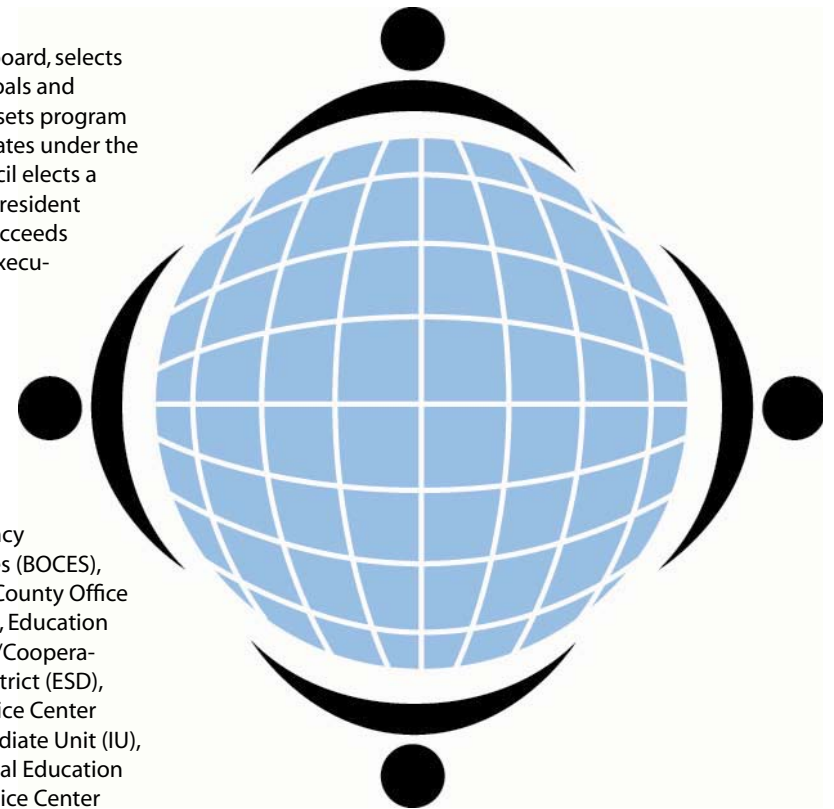 oard, selects
oals and
sets program
ates under the
cil elects a
resident
cceeds
xecu-
cy
es (BOCES),
County Office
, Education
/Coopera-
trict (ESD),
ice Center
diate Unit (IU),
al Education
ice Center